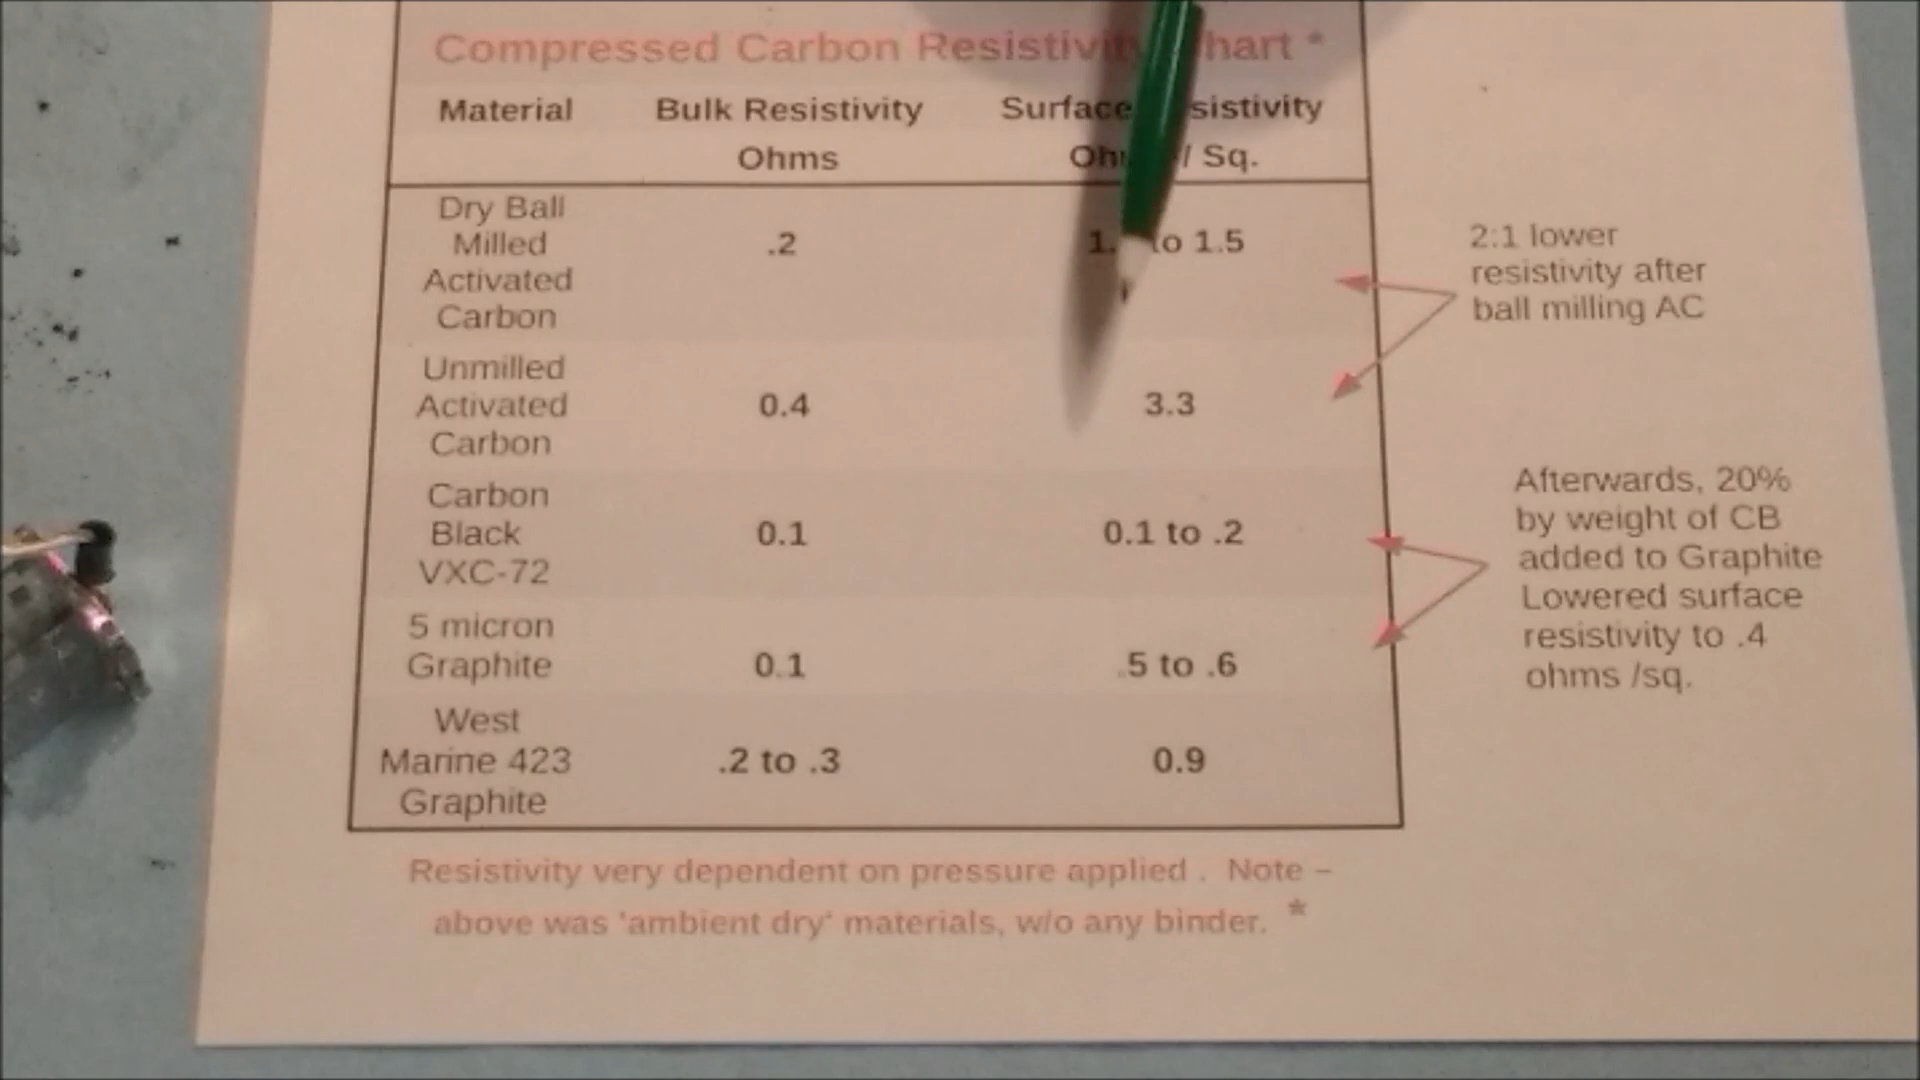 Compressed Carbon Resistivity hart *
Material Bulk Resistivity Surface sistivity
Ohms Oh / Sq.
Dry Ball
Milled .2 1. to 1.5
Activated
Carbon
Unmilled
Activated 0.4 3.3
Carbon
Carbon
Black 0.1 0.1 to .2
VXC-72
5 micron
Graphite 0.1 .5 to .6
West
Marine 423 .2 to .3 0.9
Graphite
2:1 lower
resistivity after
ball milling AC
Afterwards, 20%
by weight of CB
added to Graphite
Lowered surface
resistivity to .4
ohms /sq.
Resistivity very dependent on pressure applied . Note –
above was 'ambient dry' materials, w/o any binder. *